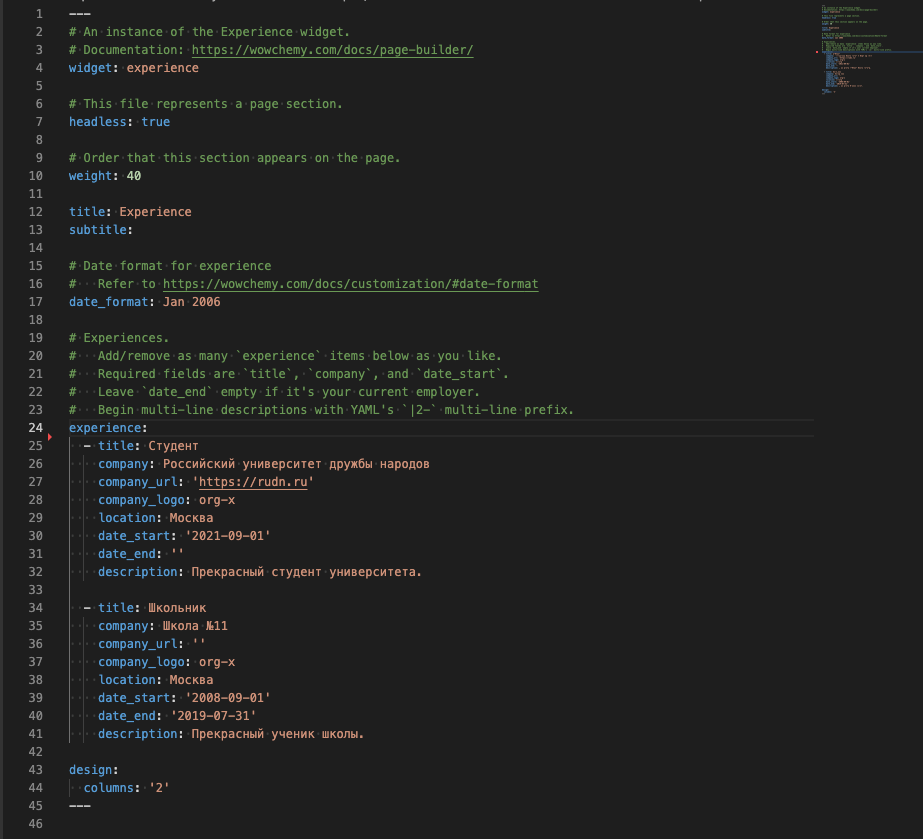 1 ---
2 # An instance of the Experience widget.
3 # Documentation: https://wowchemy.com/docs/page-builder/
4 widget: experience
5
6 # This file represents a page section.
7 headless: true
8
9 # Order that this section appears on the page.
10 weight: 40
11
12 title: Experience
13 subtitle:
14
15 # Date format for experience
16 #   Refer to https://wowchemy.com/docs/customization/#date-format
17 date_format: Jan 2006
18
19 # Experiences.
20 #   Add/remove as many `experience` items below as you like.
21 #   Required fields are `title`, `company`, and `date_start`.
22 #   Leave `date_end` empty if it's your current employer.
23 #   Begin multi-line descriptions with YAML's `|2-` multi-line prefix.
24 experience:
25   - title: Студент
26     company: Российский университет дружбы народов
27     company_url: 'https://rudn.ru'
28     company_logo: org-x
29     location: Москва
30     date_start: '2021-09-01'
31     date_end: ''
32     description: Прекрасный студент университета.
33
34   - title: Школьник
35     company: Школа №11
36     company_url: ''
37     company_logo: org-x
38     location: Москва
39     date_start: '2008-09-01'
40     date_end: '2019-07-31'
41     description: Прекрасный ученик школы.
42
43 design:
44   columns: '2'
45 ---
46